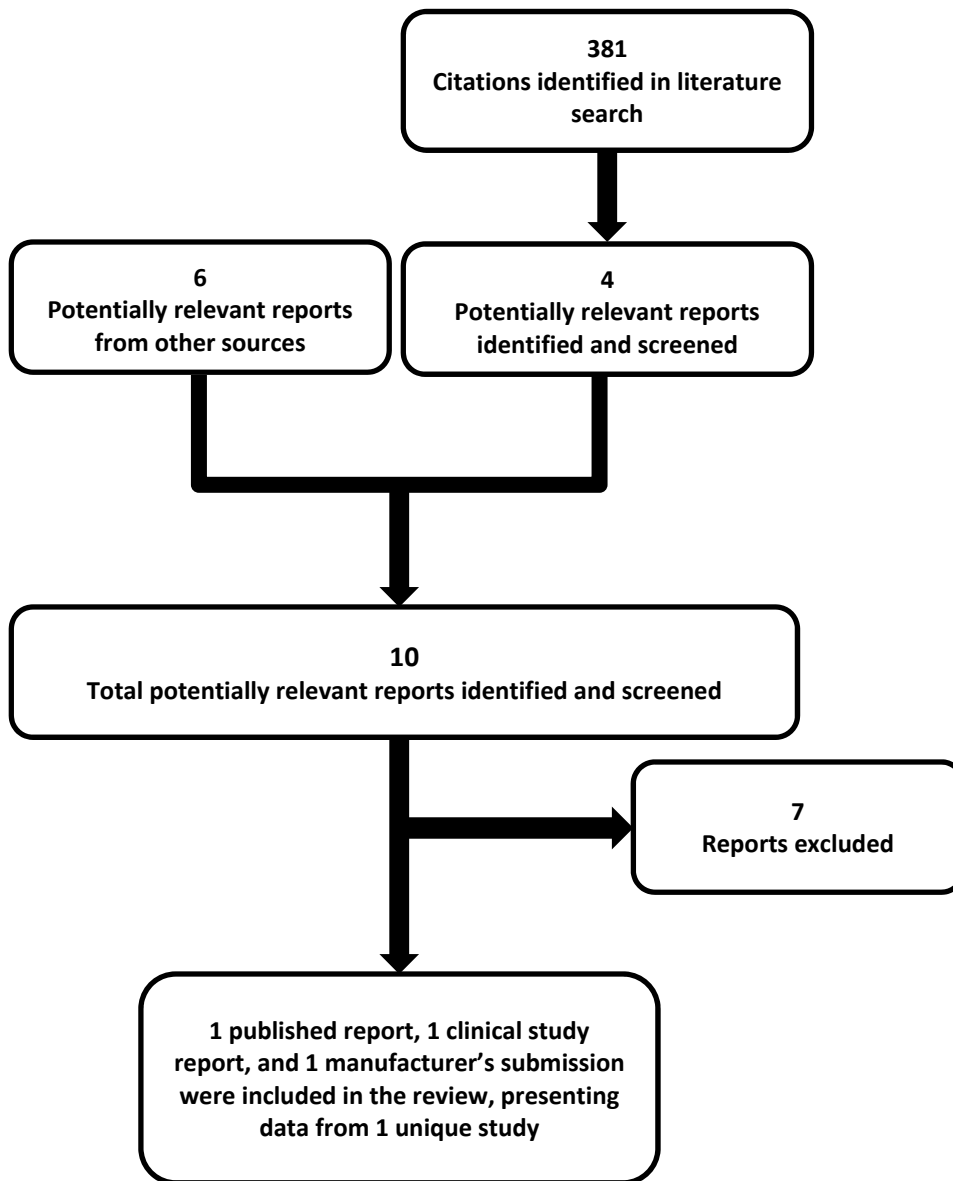 381
Citations identified in literature
search
6
Potentially relevant reports
from other sources
4
Potentially relevant reports
identified and screened
10
Total potentially relevant reports identified and screened
7
Reports excluded
1 published report, 1 clinical study
report, and 1 manufacturer’s submission
were included in the review, presenting
data from 1 unique study